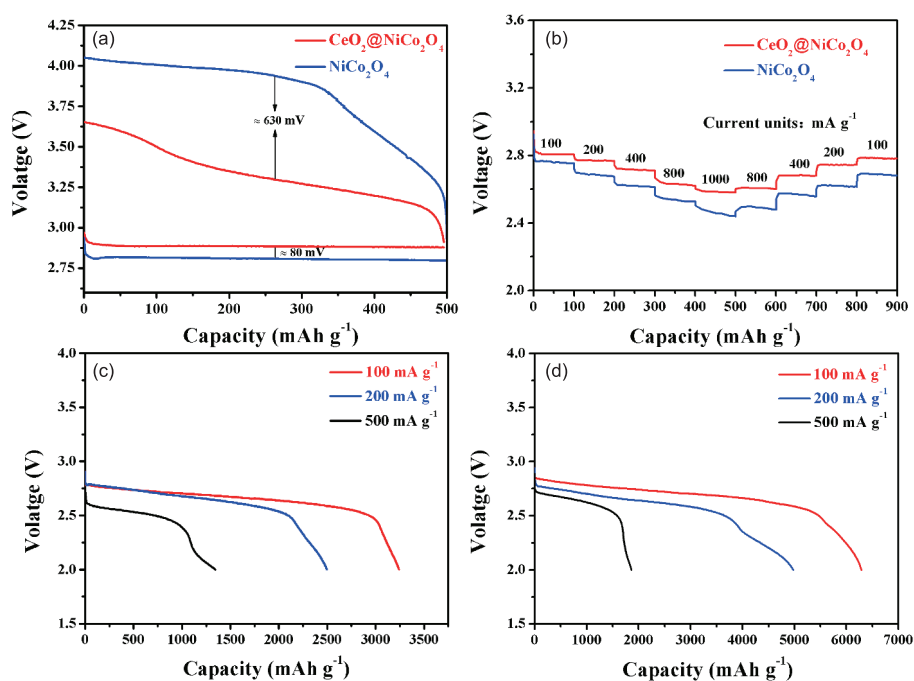 (a)
CeO₂@NiCo₂O₄
NiCo₂O₄
≈ 630 mV
≈ 80 mV
4.25
4.00
3.75
3.50
3.25
3.00
2.75
Volatge (V)
0 100 200 300 400 500
Capacity (mAh g⁻¹)
(b)
CeO₂@NiCo₂O₄
NiCo₂O₄
Current units: mA g⁻¹
100 200 400 800 1000 800 400 200 100
3.6
3.2
2.8
2.4
2.0
Voltage (V)
0 100 200 300 400 500 600 700 800 900
Capacity (mAh g⁻¹)
(c)
100 mA g⁻¹
200 mA g⁻¹
500 mA g⁻¹
4.0
3.5
3.0
2.5
2.0
1.5
Volatge (V)
0 500 1000 1500 2000 2500 3000 3500
Capacity (mAh g⁻¹)
(d)
100 mA g⁻¹
200 mA g⁻¹
500 mA g⁻¹
4.0
3.5
3.0
2.5
2.0
1.5
Volatge (V)
0 1000 2000 3000 4000 5000 6000 7000
Capacity (mAh g⁻¹)